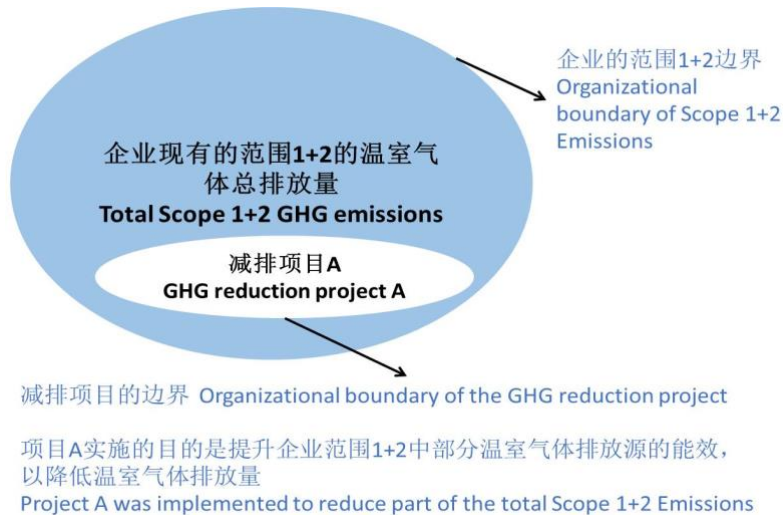 企业的范围1+2边界
Organizational
boundary of Scope 1+2
Emissions
企业现有的范围1+2的温室气
体总排放量
Total Scope 1+2 GHG emissions
减排项目A
GHG reduction project A
减排项目的边界 Organizational boundary of the GHG reduction project
项目A实施的目的是提升企业范围1+2中部分温室气体排放源的能效，
以降低温室气体排放量
Project A was implemented to reduce part of the total Scope 1+2 Emissions